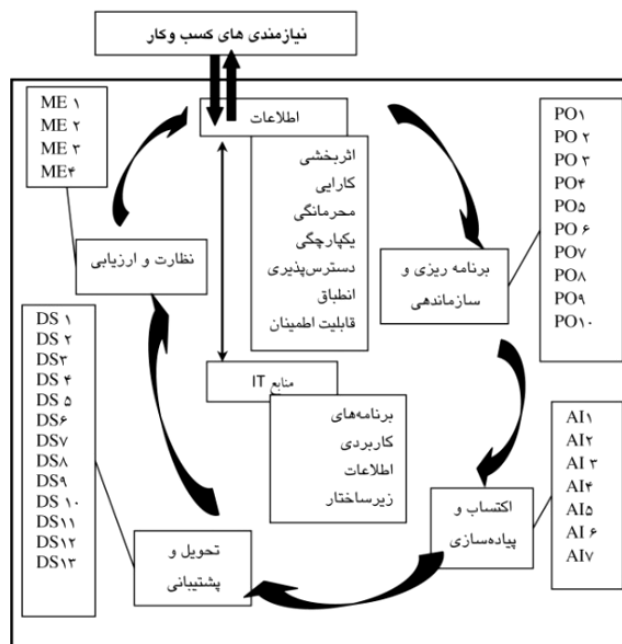 نیازمندی های کسب وکار
اطلاعات
اثربخشی
کارایی
محرمانگی
یکپارچگی
دسترس‌پذیری
انطباق
قابلیت اطمینان
ME ۱
ME ۲
ME ۳
ME۴
نظارت و ارزیابی
PO۱
PO ۲
PO ۳
PO۴
PO۵
PO ۶
PO۷
PO۸
PO۹
PO۱۰
برنامه ریزی و
سازماندهی
منابع IT
برنامه‌های
کاربردی
اطلاعات
زیرساختار
DS ۱
DS ۲
DS۳
DS ۴
DS ۵
DS۶
DS۷
DS۸
DS۹
DS ۱۰
DS۱۱
DS۱۲
DS۱۳
تحویل و
پشتیبانی
AI۱
AI۲
AI ۳
AI۴
AI۵
AI ۶
AI۷
اکتساب و
پیاده‌سازی